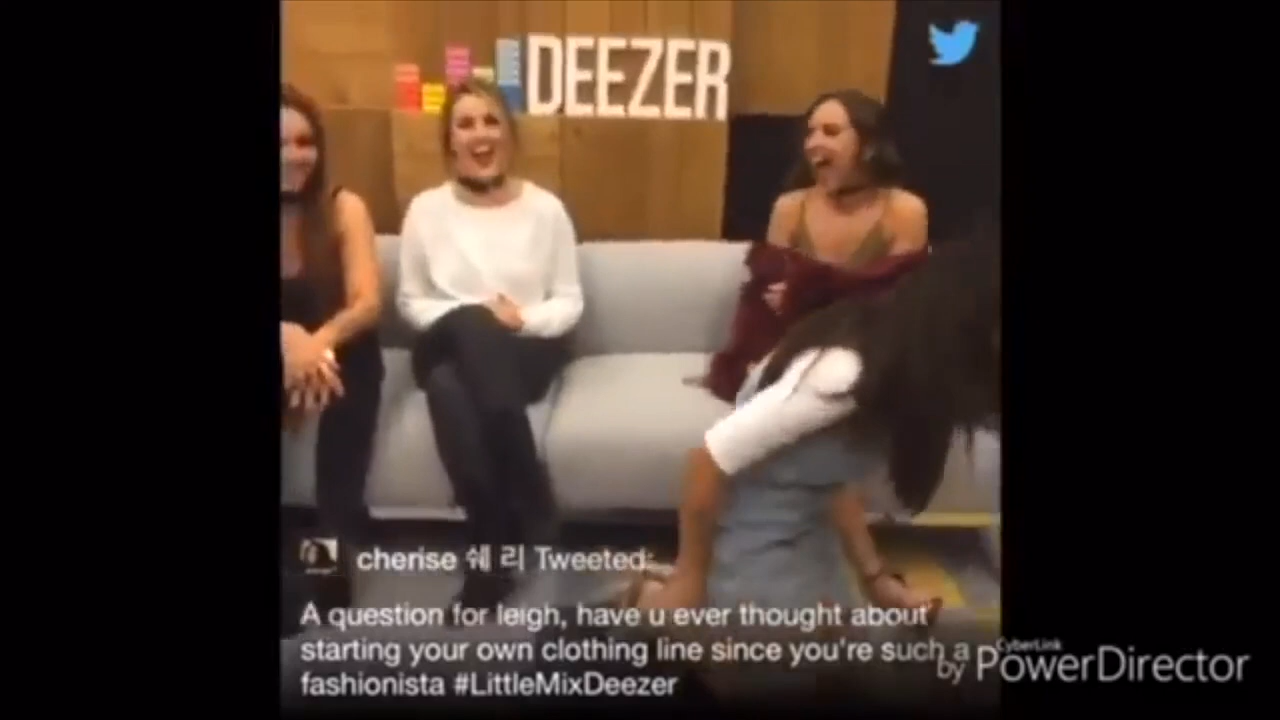 DEEZER
cherise 쉐 리 Tweeted:
A question for leigh, have u ever thought about
starting your own clothing line since you're such a
fashionista #LittleMixDeezer
CyberLink
by PowerDirector